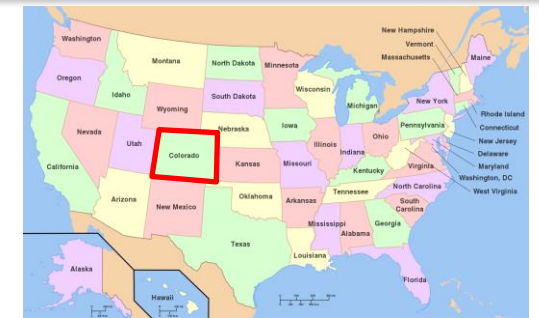 New Hampshire
Washington
Vermont
Montana
North Dakota
Minnesota
Massachusetts
Maine
Oregon
Idaho
South Dakota
Wisconsin
Michigan
New York
Wyoming
Rhode Island
Connecticut
Nebraska
Iowa
Pennsylvania
Nevada
Utah
Colorado
Illinois
Indiana
Ohio
New Jersey
Delaware
California
Kansas
Missouri
Kentucky
Virginia
Maryland
Washington, DC
West Virginia
North Carolina
Tennessee
Arizona
New Mexico
Oklahoma
Arkansas
South
Carolina
Mississippi
Alabama
Georgia
Texas
Louisiana
Alaska
Hawaii
Florida